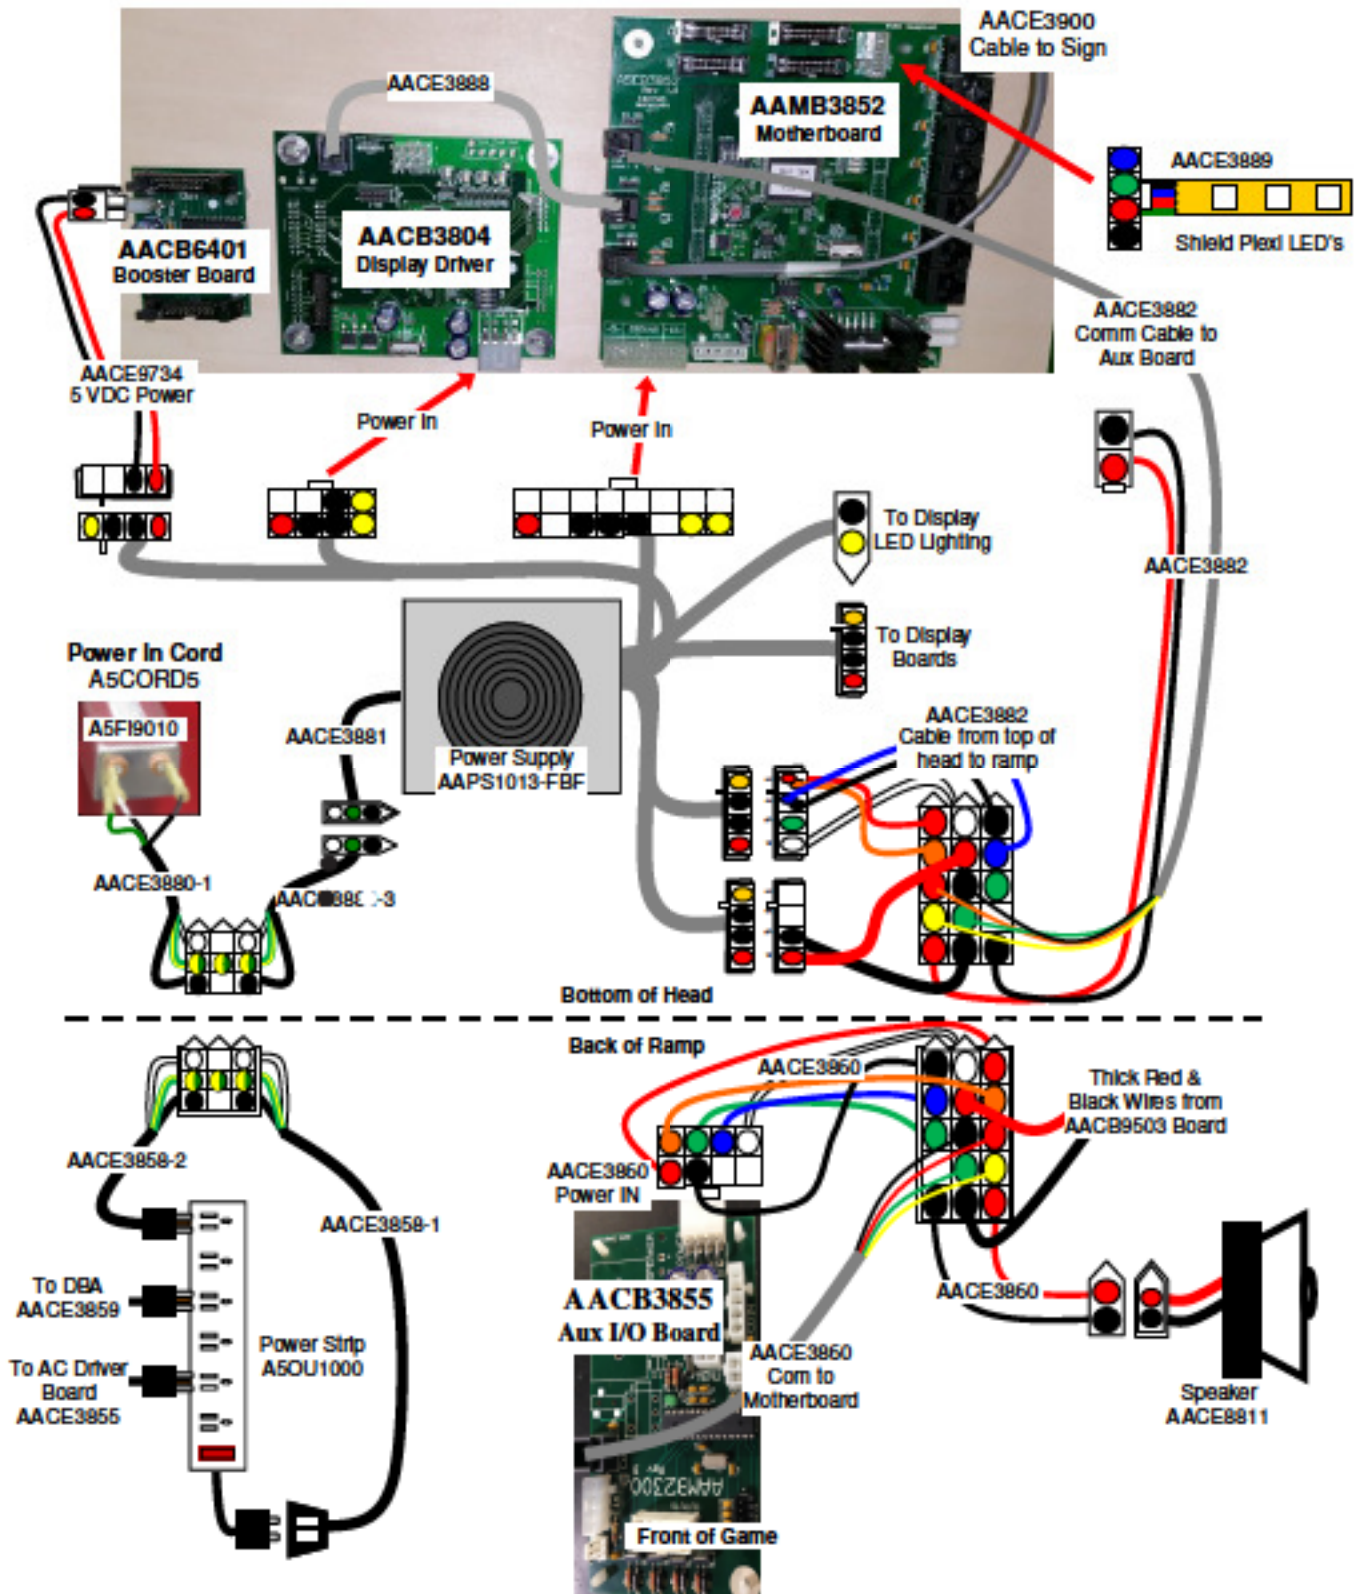 AACE3900
Cable to Sign
AACE3888
AAMB3852
Motherboard
AACE3889
Shield Plexi LED's
AACB6401
Booster Board
AACB3804
Display Driver
AACE3882
Comm Cable to
Aux Board
AACE9734
5 VDC Power
Power In
Power In
To Display
LED Lighting
AACE3882
To Display
Boards
Power In Cord
A5CORD5
A5FI9010
AACE3881
Power Supply
AAPS1013-FBF
AACE3882
Cable from top of
head to ramp
AACE3880-1
Bottom of Head
Back of Ramp
AACE3860
Thick Red &
Black Wires from
AACB9503 Board
AACE3858-2
AACE3860
Power IN
AACE3858-1
To DBA
AACE3859
Power Strip
A5OU1000
To AC Driver
Board
AACE3855
AACB3855
Aux I/O Board
AACE3860
AACE3860
Com to
Motherboard
Speaker
AACE8811
AAMB2300
Front of Game